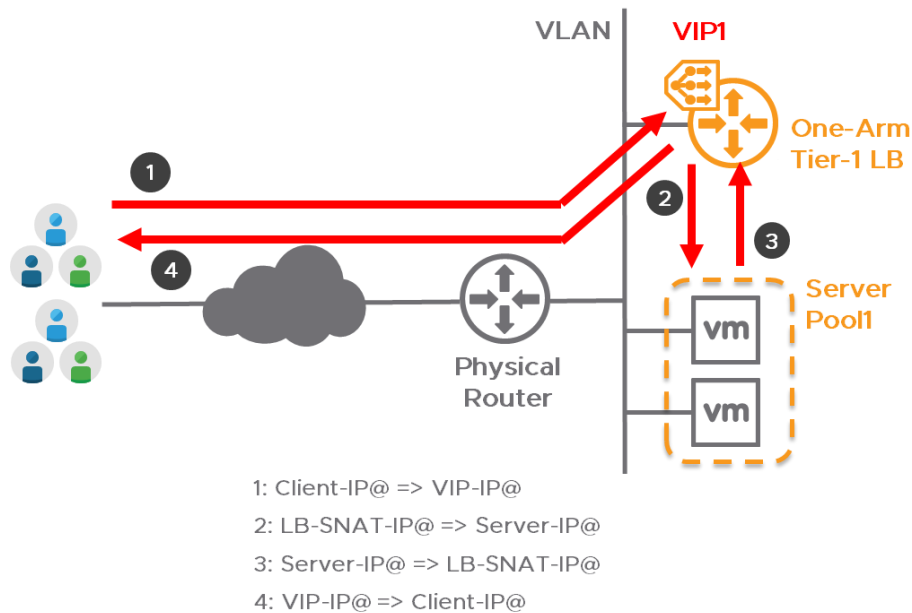 VLAN
VIP1
One-Arm
Tier-1 LB
1
2
3
4
Server
Pool1
vm
vm
Physical
Router
1: Client-IP@ => VIP-IP@
2: LB-SNAT-IP@ => Server-IP@
3: Server-IP@ => LB-SNAT-IP@
4: VIP-IP@ => Client-IP@